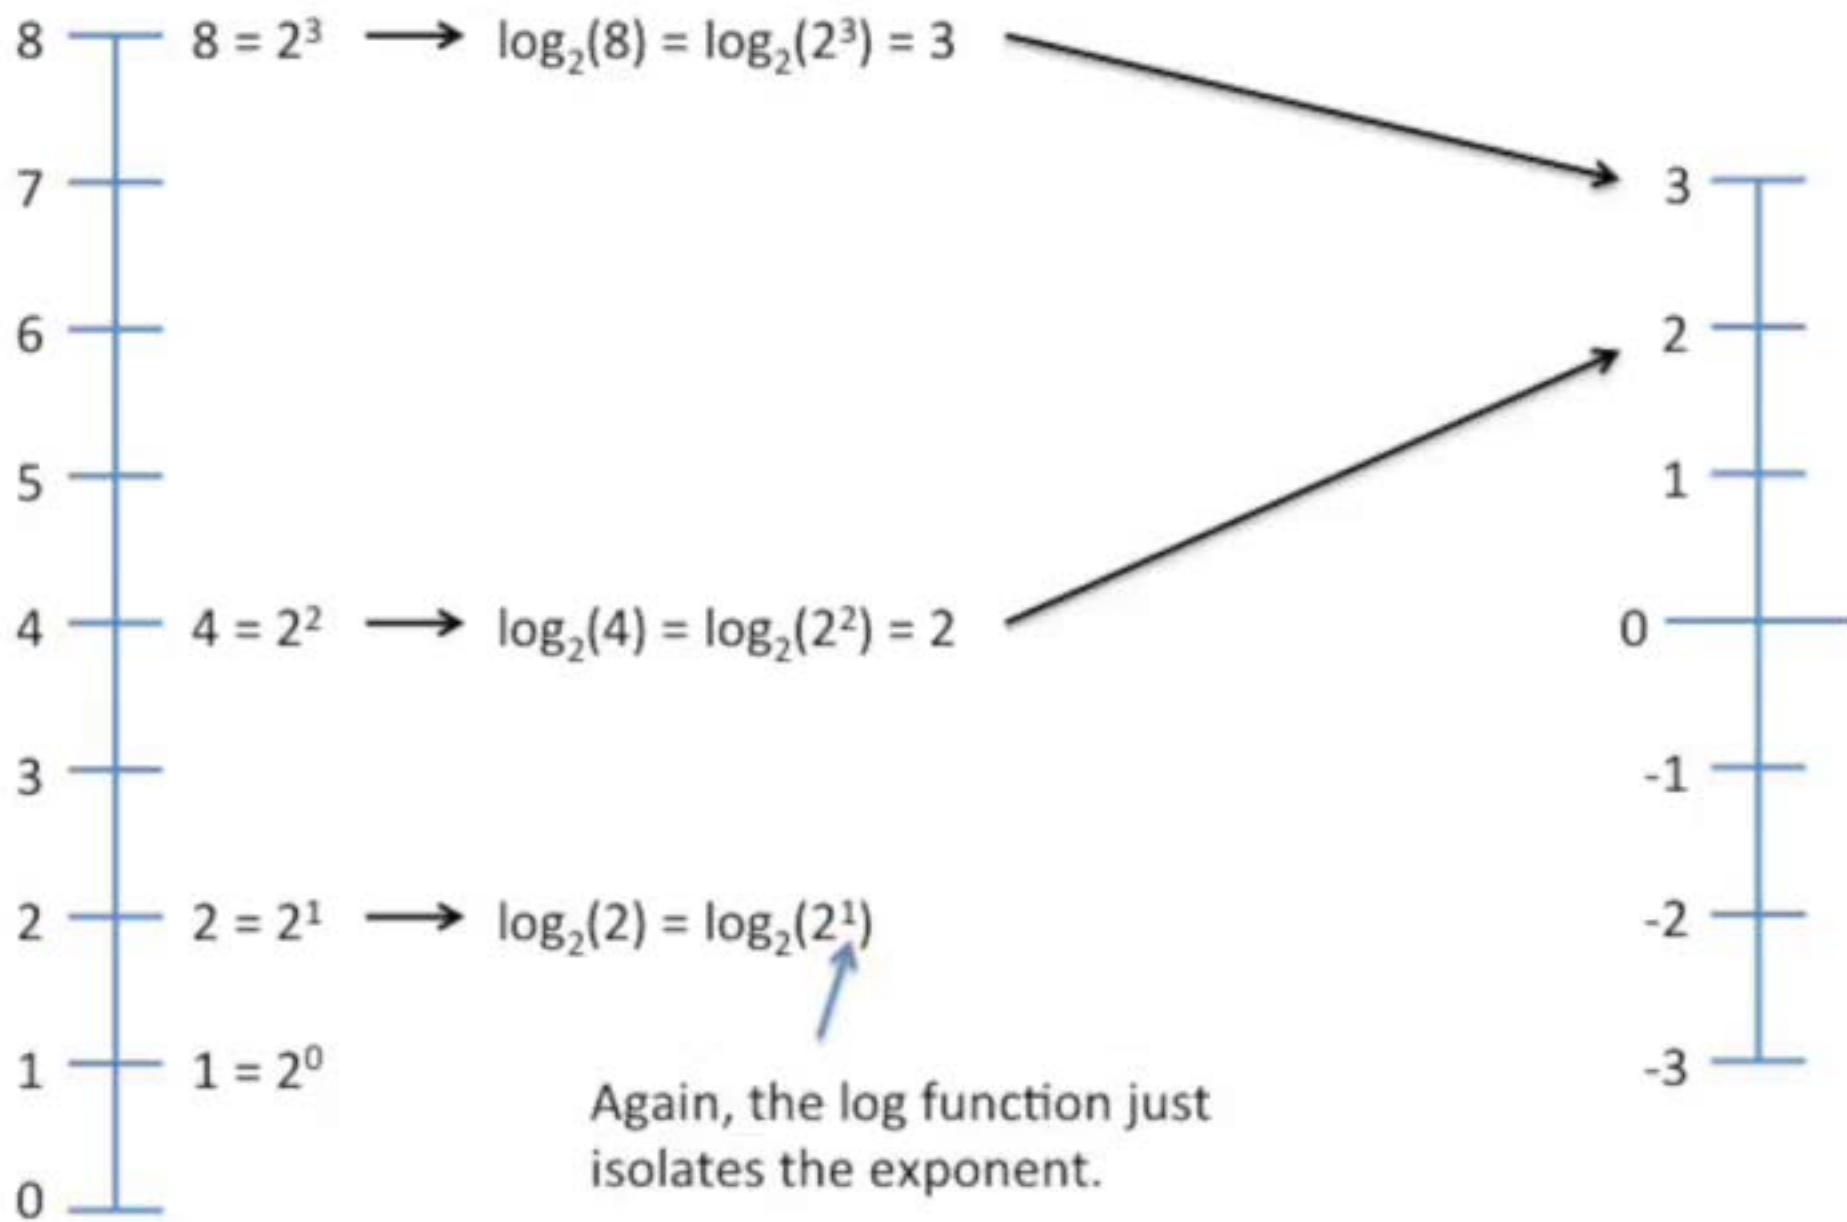 8 8 = 2³ → log₂(8) = log₂(2³) = 3
7 3
6 2
5 1
4 4 = 2² → log₂(4) = log₂(2²) = 2 0
3 -1
2 2 = 2¹ → log₂(2) = log₂(2¹) -2
1 1 = 2⁰ -3
Again, the log function just
isolates the exponent.
0